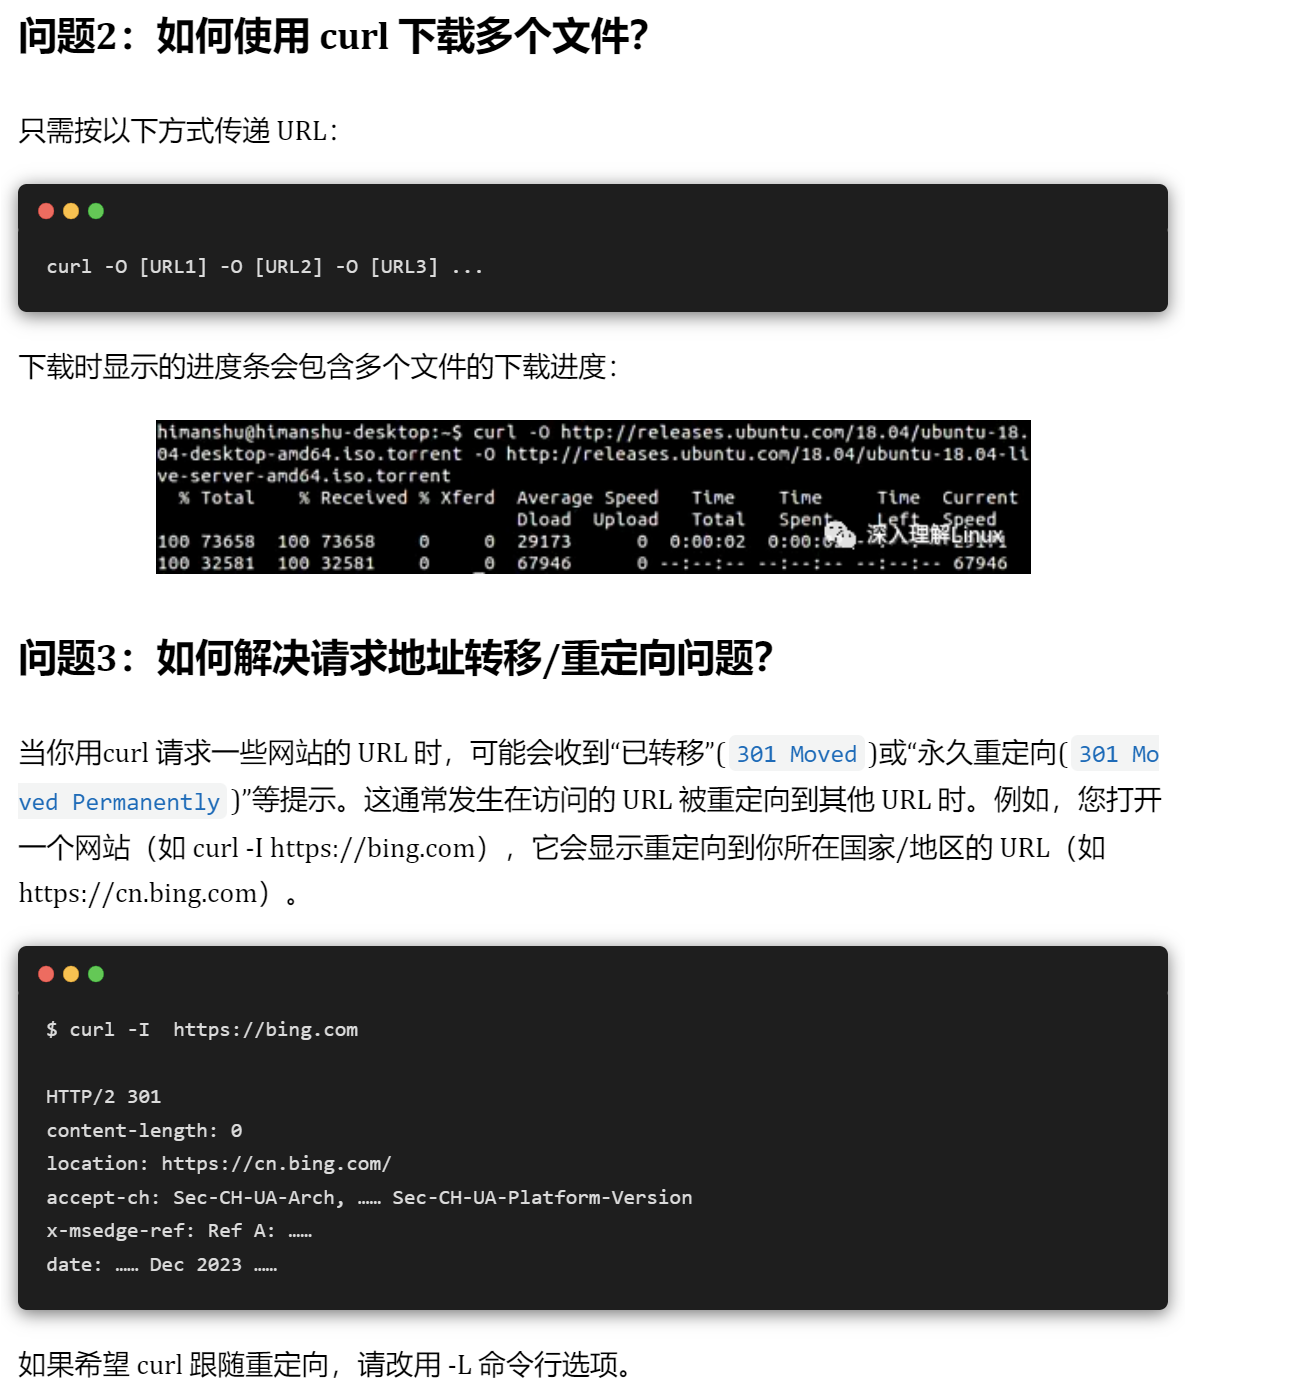 问题2：如何使用 curl 下载多个文件？
只需按以下方式传递 URL：
curl -O [URL1] -O [URL2] -O [URL3] ...
下载时显示的进度条会包含多个文件的下载进度：
himanshu@himanshu-desktop:~$ curl -O http://releases.ubuntu.com/18.04/ubuntu-18.
04-desktop-amd64.iso.torrent -O http://releases.ubuntu.com/18.04/ubuntu-18.04-li
ve-server-amd64.iso.torrent
% Total % Received % Xferd Average Speed Time Time Time Current
Dload Upload Total Spent Left Speed
100 73658 100 73658 0 0 29173 0 0:00:02
深入理解Linux
100 32581 100 32581 0 0 67946 0 --:--:-- --:--:-- --:--:-- 67946
问题3：如何解决请求地址转移/重定向问题？
当你用curl 请求一些网站的 URL 时，可能会收到“已转移”( 301 Moved )或“永久重定向( 301 Mo
ved Permanently )”等提示。这通常发生在访问的 URL 被重定向到其他 URL 时。例如，您打开
一个网站（如 curl -I https://bing.com），它会显示重定向到你所在国家/地区的 URL（如
https://cn.bing.com）。
$ curl -I  https://bing.com
HTTP/2 301
content-length: 0
location: https://cn.bing.com/
accept-ch: Sec-CH-UA-Arch, …… Sec-CH-UA-Platform-Version
x-msedge-ref: Ref A: ……
date: …… Dec 2023 ……
如果希望 curl 跟随重定向，请改用 -L 命令行选项。